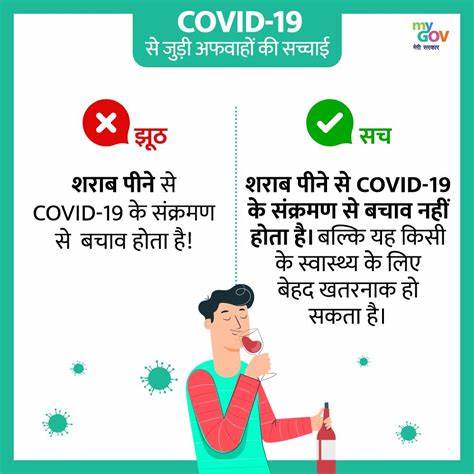 COVID-19
से जुड़ी अफवाहों की सच्चाई
my
GOV
मेरी सरकार
झूठ
शराब पीने से
COVID-19 के संक्रमण
से बचाव होता है!
सच
शराब पीने से COVID-19
के संक्रमण से बचाव नहीं
होता है। बल्कि यह किसी
के स्वास्थ्य के लिए
बेहद खतरनाक हो
सकता है।